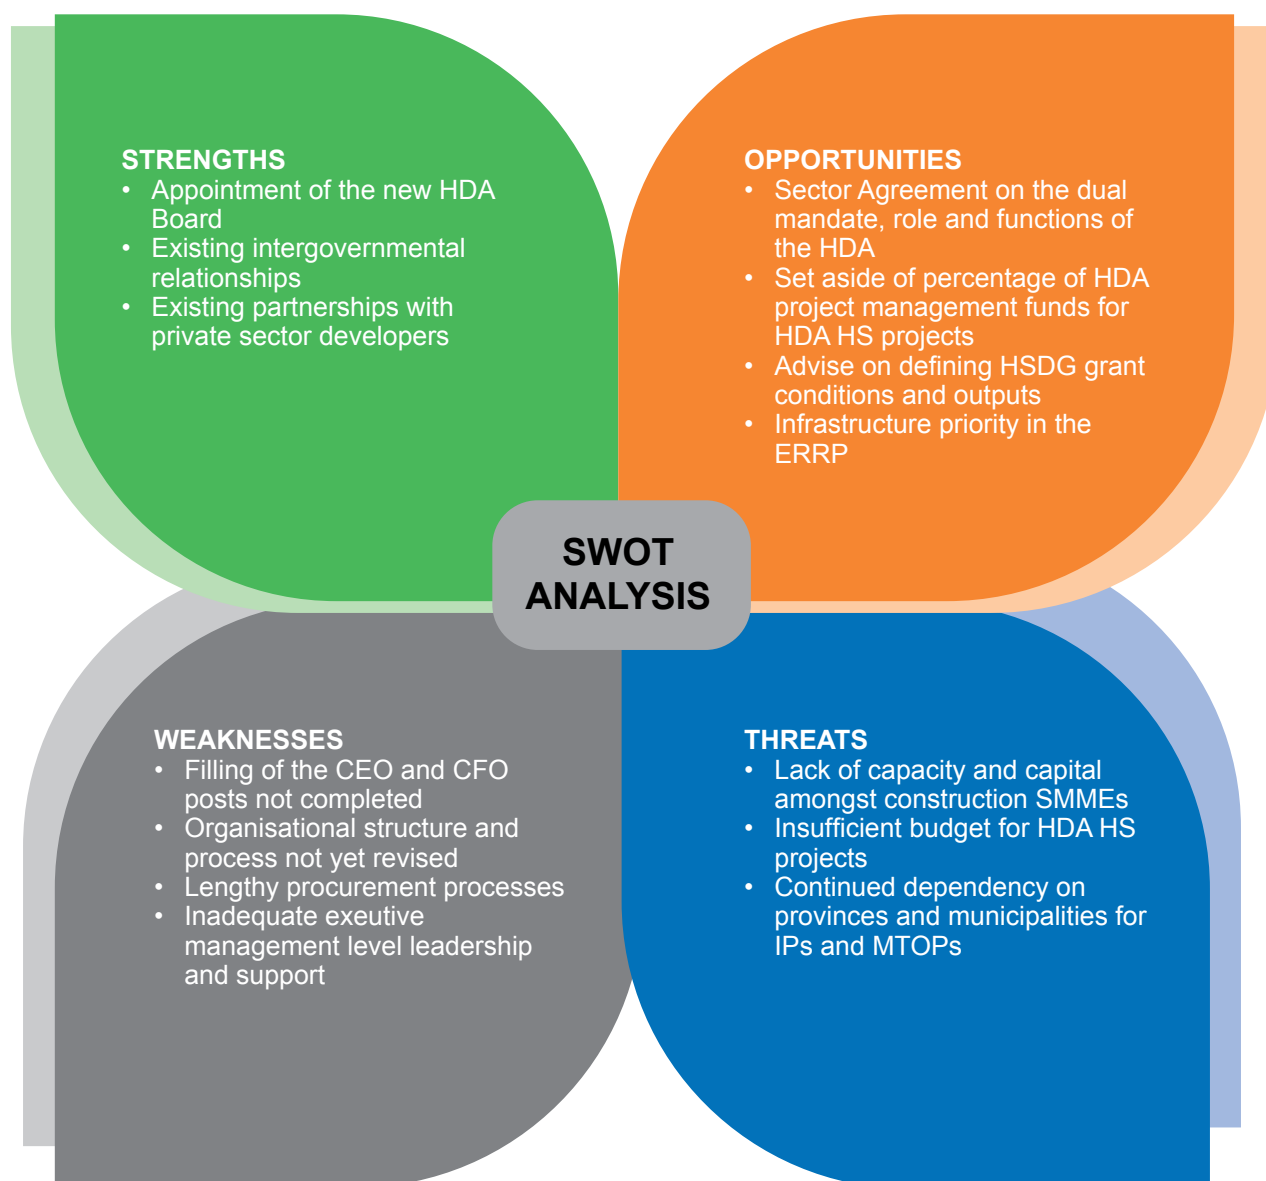 STRENGTHS
• Appointment of the new HDA
Board
• Existing intergovernmental
relationships
• Existing partnerships with
private sector developers
OPPORTUNITIES
• Sector Agreement on the dual
mandate, role and functions of
the HDA
• Set aside of percentage of HDA
project management funds for
HDA HS projects
• Advise on defining HSDG grant
conditions and outputs
• Infrastructure priority in the
ERRP
SWOT
ANALYSIS
WEAKNESSES
• Filling of the CEO and CFO
posts not completed
• Organisational structure and
process not yet revised
• Lengthy procurement processes
• Inadequate exeutive
management level leadership
and support
THREATS
• Lack of capacity and capital
amongst construction SMMEs
• Insufficient budget for HDA HS
projects
• Continued dependency on
provinces and municipalities for
IPs and MTOPs